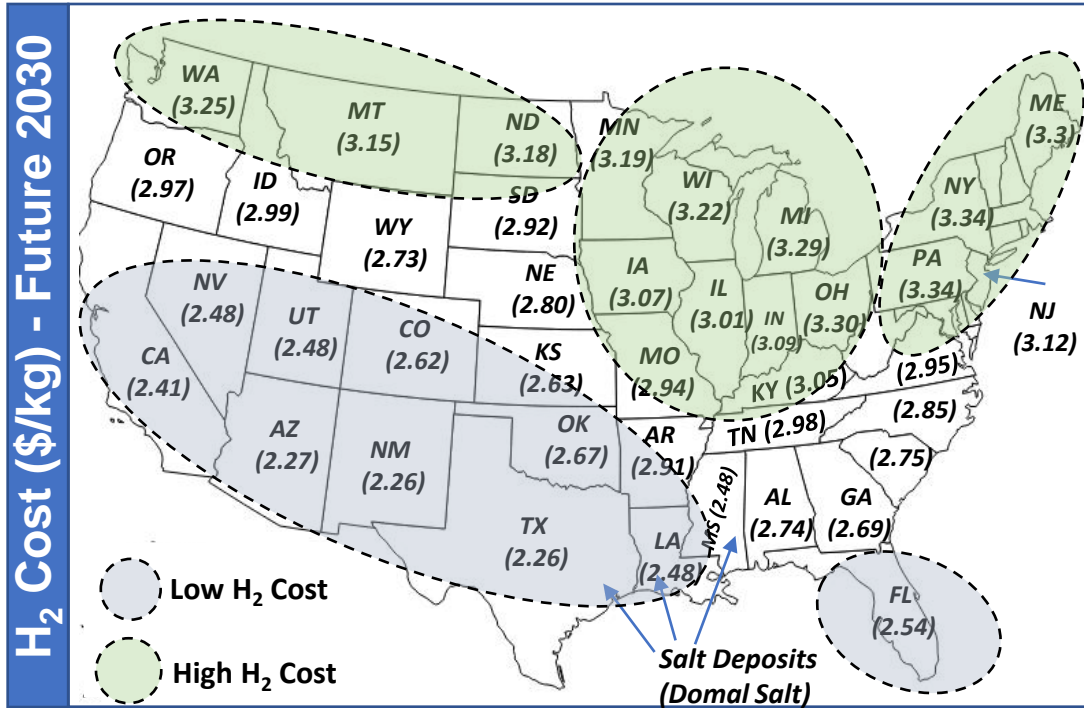 H₂ Cost ($/kg) - Future 2030
WA
(3.25)
MT
(3.15)
ND
(3.18)
MN
(3.19)
ME
(3.3)
OR
(2.97)
ID
(2.99)
WY
(2.73)
SD
(2.92)
WI
(3.22)
MI
(3.29)
NY
(3.34)
NV
(2.48)
UT
(2.48)
CO
(2.62)
NE
(2.80)
IA
(3.07)
IL
(3.01)
IN
(3.09)
OH
(3.30)
PA
(3.34)
NJ
(3.12)
CA
(2.41)
KS
(2.63)
MO
(2.94)
KY (3.05)
(2.95)
AZ
(2.27)
NM
(2.26)
OK
(2.67)
AR
(2.91)
TN (2.98)
(2.85)
(2.75)
TX
(2.26)
LA
(2.48)
MS (2.48)
AL
(2.74)
GA
(2.69)
FL
(2.54)
Low H₂ Cost
High H₂ Cost
Salt Deposits
(Domal Salt)